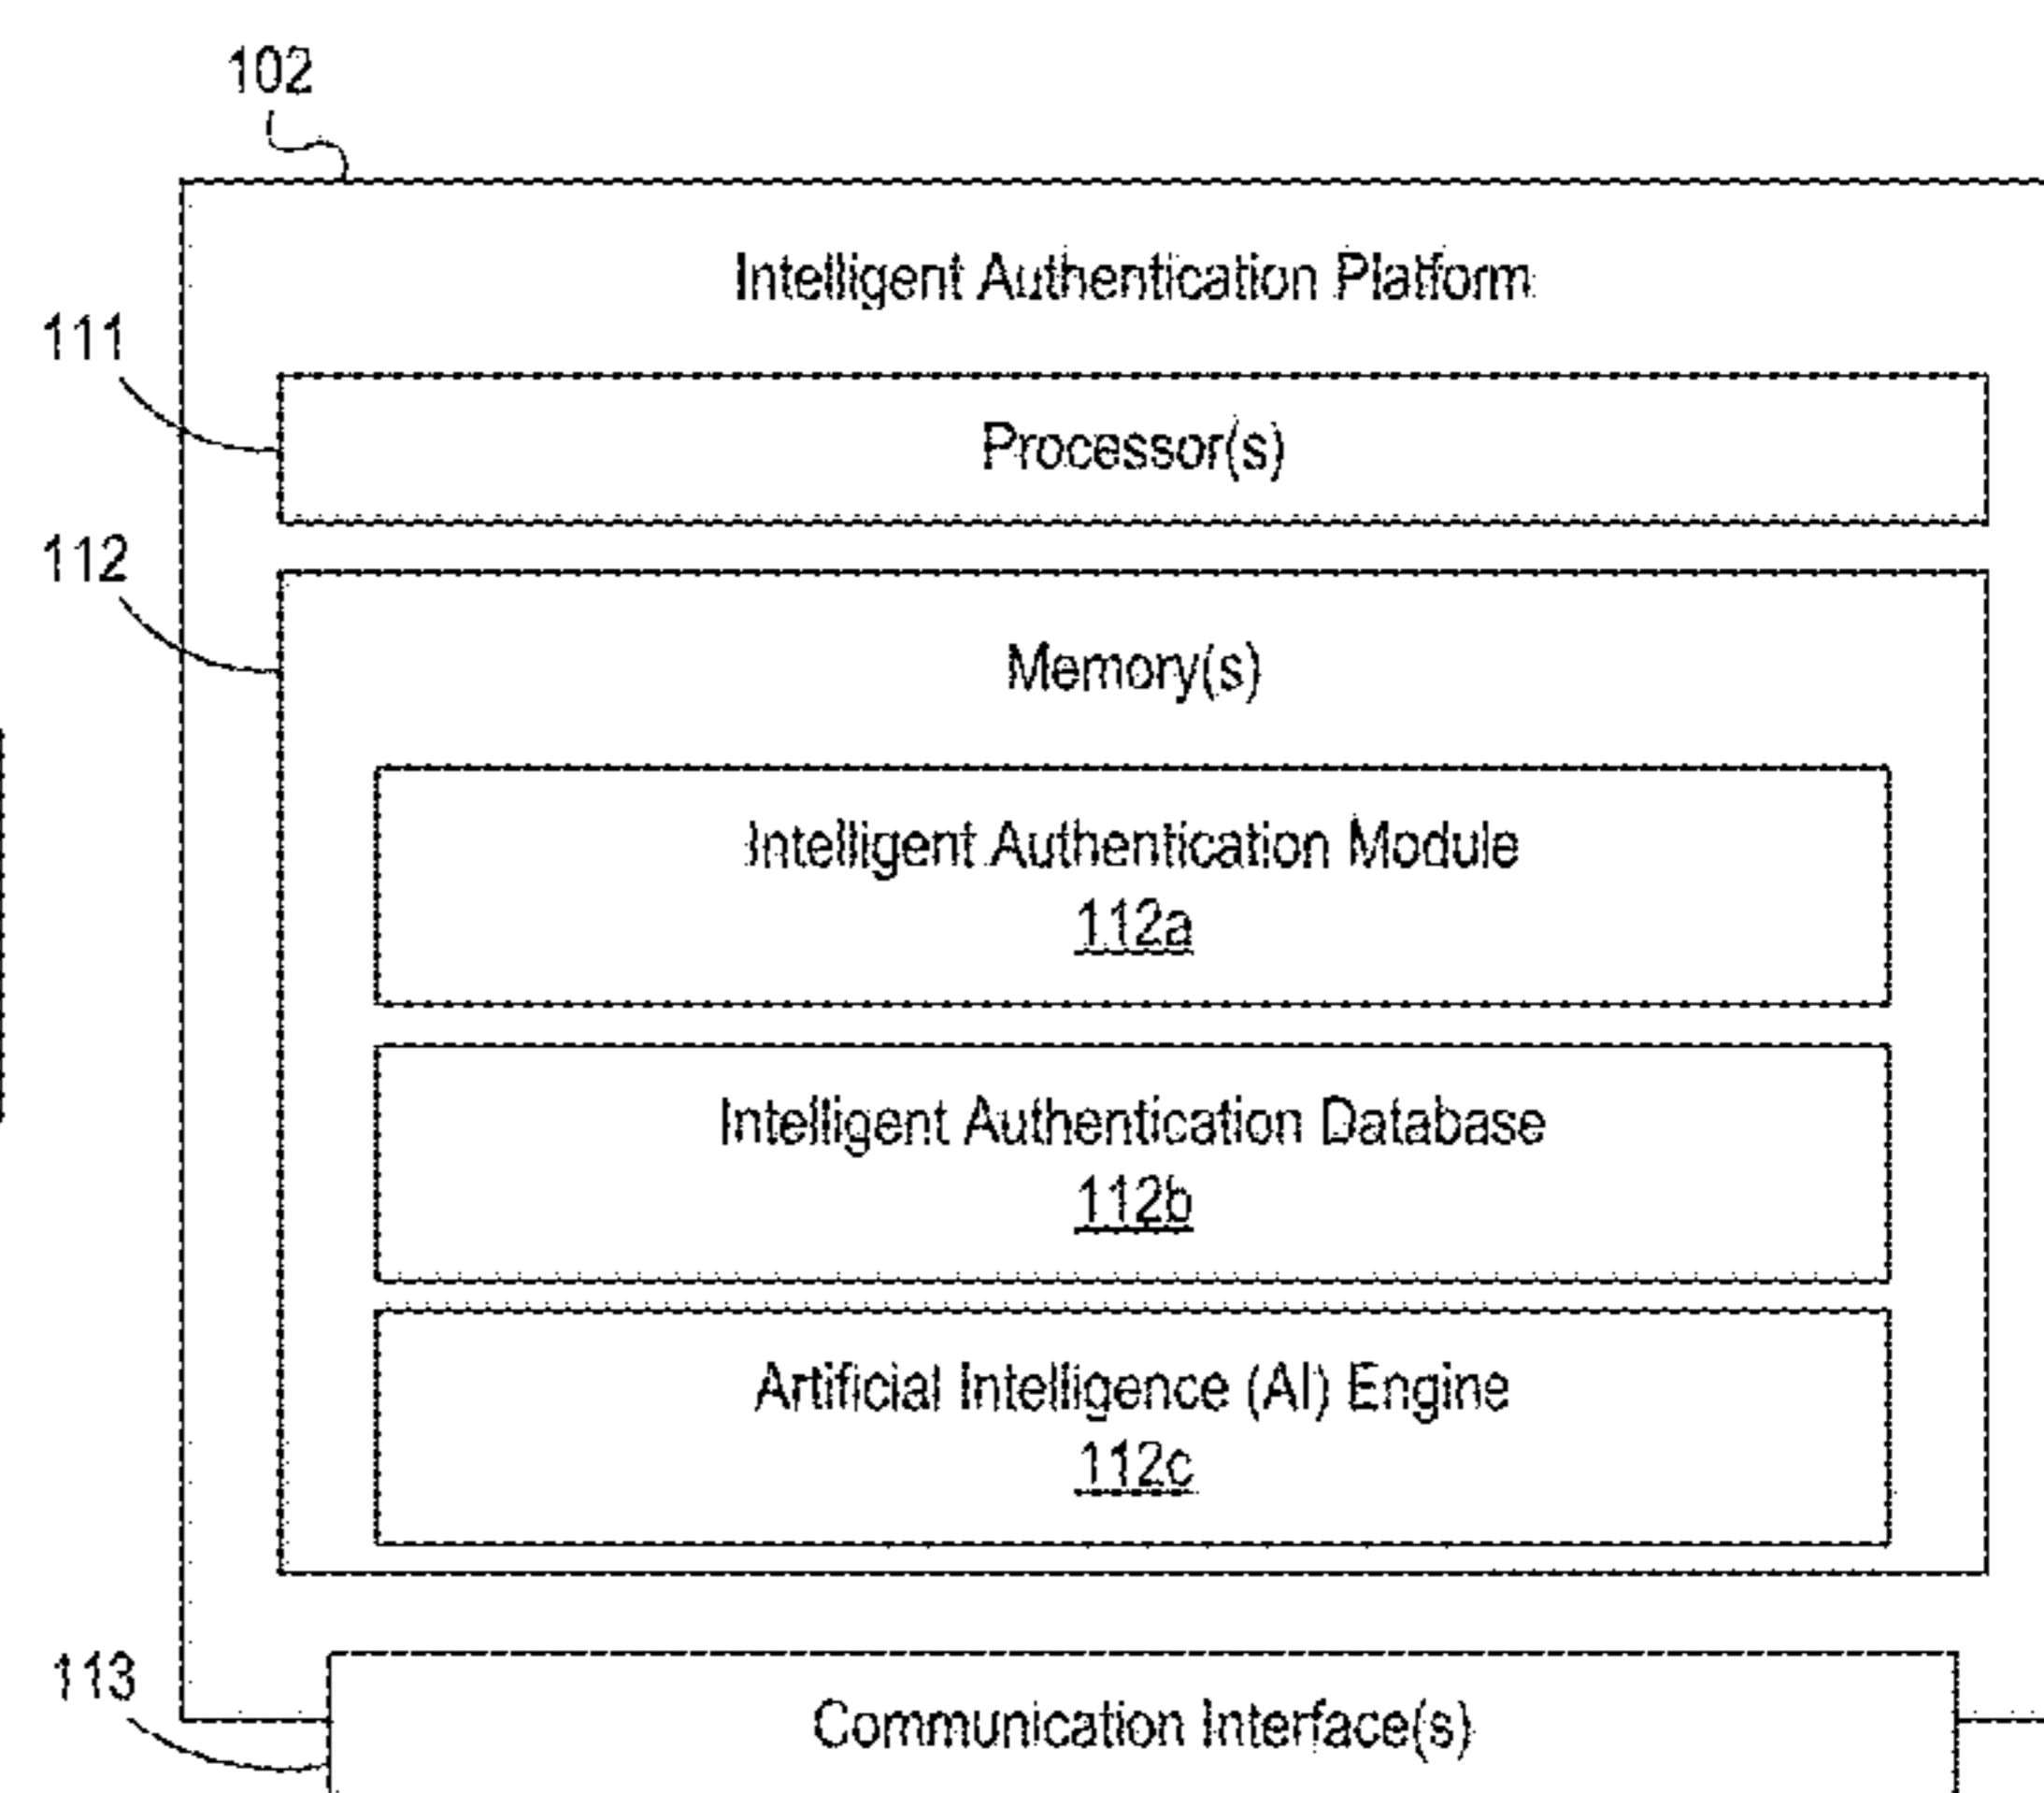 102
Intelligent Authentication Platform
111
Processor(s)
112
Memory(s)
Intelligent Authentication Module
112a
Intelligent Authentication Database
112b
Artificial Intelligence (AI) Engine
112c
113
Communication Interface(s)